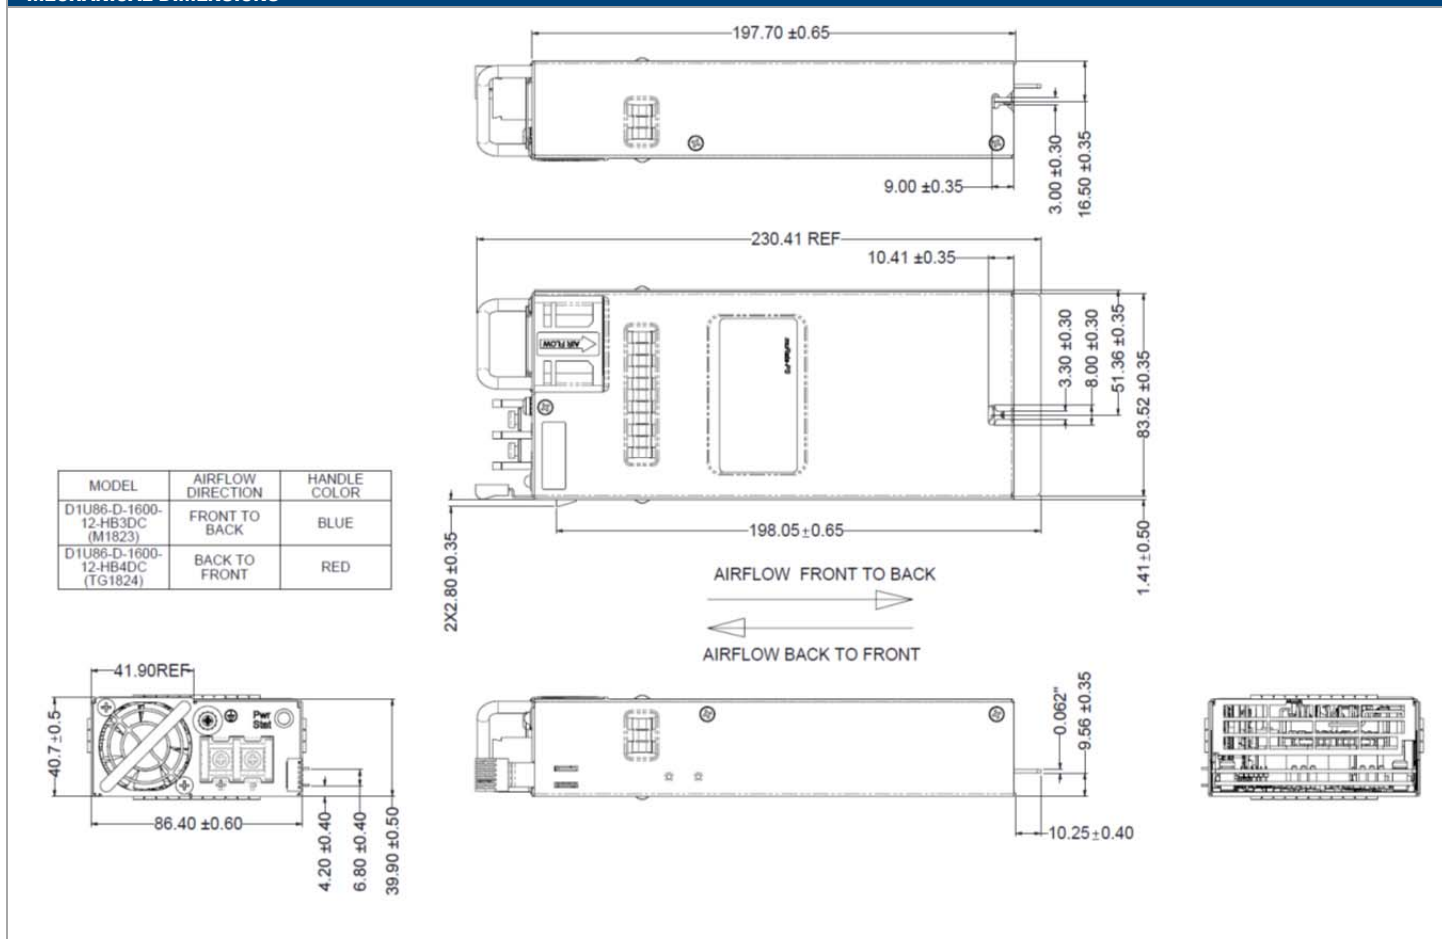 MECHANICAL DIMENSIONS
197.70 ±0.65
9.00 ±0.35
3.00 ±0.30
16.50 ±0.35
230.41 REF
10.41 ±0.35
AIR FLOW
3.30 ±0.30
8.00 ±0.30
51.36 ±0.35
83.52 ±0.35
MODEL
AIRFLOW
DIRECTION
HANDLE
COLOR
D1U86-D-1600-
12-HB3DC
(M1823)
FRONT TO
BACK
BLUE
D1U86-D-1600-
12-HB4DC
(TG1824)
BACK TO
FRONT
RED
2X2.80 ±0.35
198.05±0.65
1.41±0.50
AIRFLOW FRONT TO BACK
AIRFLOW BACK TO FRONT
41.90REF
40.7±0.5
Pwr
Stat
86.40 ±0.60
4.20 ±0.40
6.80 ±0.40
39.90 ±0.50
0.062"
9.56 ±0.35
10.25±0.40